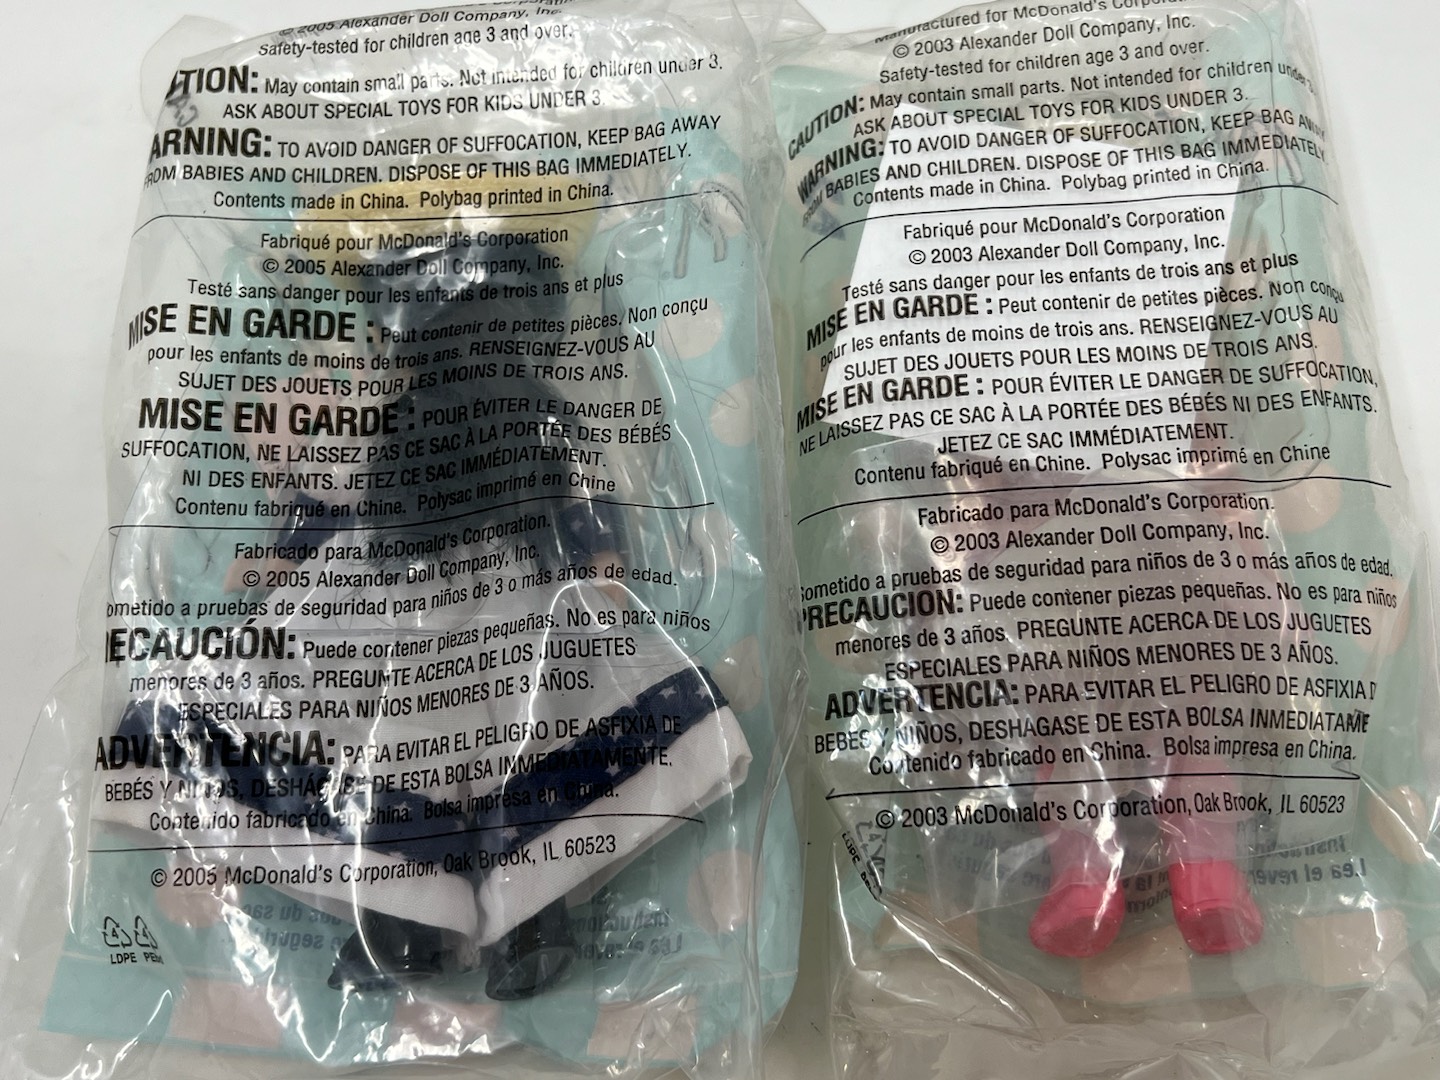 © 2005 Alexander Doll Company, Inc.
Safety-tested for children age 3 and over.
TION: May contain small parts. Not intended for children under 3.
ASK ABOUT SPECIAL TOYS FOR KIDS UNDER 3.
ARNING: TO AVOID DANGER OF SUFFOCATION, KEEP BAG AWAY
ROM BABIES AND CHILDREN. DISPOSE OF THIS BAG IMMEDIATELY.
Contents made in China. Polybag printed in China.
Fabriqué pour McDonald's Corporation
© 2005 Alexander Doll Company, Inc.
Testé sans danger pour les enfants de trois ans et plus
MISE EN GARDE : Peut contenir de petites pièces. Non conçu
pour les enfants de moins de trois ans. RENSEIGNEZ-VOUS AU
SUJET DES JOUETS POUR LES MOINS DE TROIS ANS.
MISE EN GARDE : POUR ÉVITER LE DANGER DE
SUFFOCATION, NE LAISSEZ PAS CE SAC À LA PORTÉE DES BÉBÉS
NI DES ENFANTS. JETEZ CE SAC IMMÉDIATEMENT.
Contenu fabriqué en Chine. Polysac imprimé en Chine
Fabricado para McDonald's Corporation.
© 2005 Alexander Doll Company, Inc.
ometido a pruebas de seguridad para niños de 3 o más años de edad.
ECAUCIÓN: Puede contener piezas pequeñas. No es para niños
menores de 3 años. PREGUNTE ACERCA DE LOS JUGUETES
ESPECIALES PARA NIÑOS MENORES DE 3 AÑOS.
ADVERTENCIA: PARA EVITAR EL PELIGRO DE ASFIXIA DE
BEBÉS Y NIÑOS, DESHÁGASE DE ESTA BOLSA INMEDIATAMENTE.
Contenido fabricado en China. Bolsa impresa en China.
© 2005 McDonald's Corporation, Oak Brook, IL 60523
LDPE
Manufactured for McDonald's
© 2003 Alexander Doll Company, Inc.
Safety-tested for children age 3 and over.
CAUTION: May contain small parts. Not intended for children under
ASK ABOUT SPECIAL TOYS FOR KIDS UNDER 3.
WARNING: TO AVOID DANGER OF SUFFOCATION, KEEP BAG AWAY
FROM BABIES AND CHILDREN. DISPOSE OF THIS BAG IMMEDIATELY.
Contents made in China. Polybag printed in China.
Fabriqué pour McDonald's Corporation
© 2003 Alexander Doll Company, Inc.
Testé sans danger pour les enfants de trois ans et plus
MISE EN GARDE : Peut contenir de petites pièces. Non conçu
pour les enfants de moins de trois ans. RENSEIGNEZ-VOUS AU
SUJET DES JOUETS POUR LES MOINS DE TROIS ANS.
MISE EN GARDE : POUR ÉVITER LE DANGER DE SUFFOCATION,
NE LAISSEZ PAS CE SAC À LA PORTÉE DES BÉBÉS NI DES ENFANTS.
JETEZ CE SAC IMMÉDIATEMENT.
Contenu fabriqué en Chine. Polysac imprimé en Chine
Fabricado para McDonald's Corporation.
© 2003 Alexander Doll Company, Inc.
Sometido a pruebas de seguridad para niños de 3 o más años de edad.
PRECAUCION: Puede contener piezas pequeñas. No es para niños
menores de 3 años. PREGUNTE ACERCA DE LOS JUGUETES
ESPECIALES PARA NIÑOS MENORES DE 3 AÑOS.
ADVERTENCIA: PARA EVITAR EL PELIGRO DE ASFIXIA D
BEBÉS Y NIÑOS, DESHÁGASE DE ESTA BOLSA INMEDIATAME
Contenido fabricado en China. Bolsa impresa en China.
© 2003 McDonald's Corporation, Oak Brook, IL 60523
LDPE